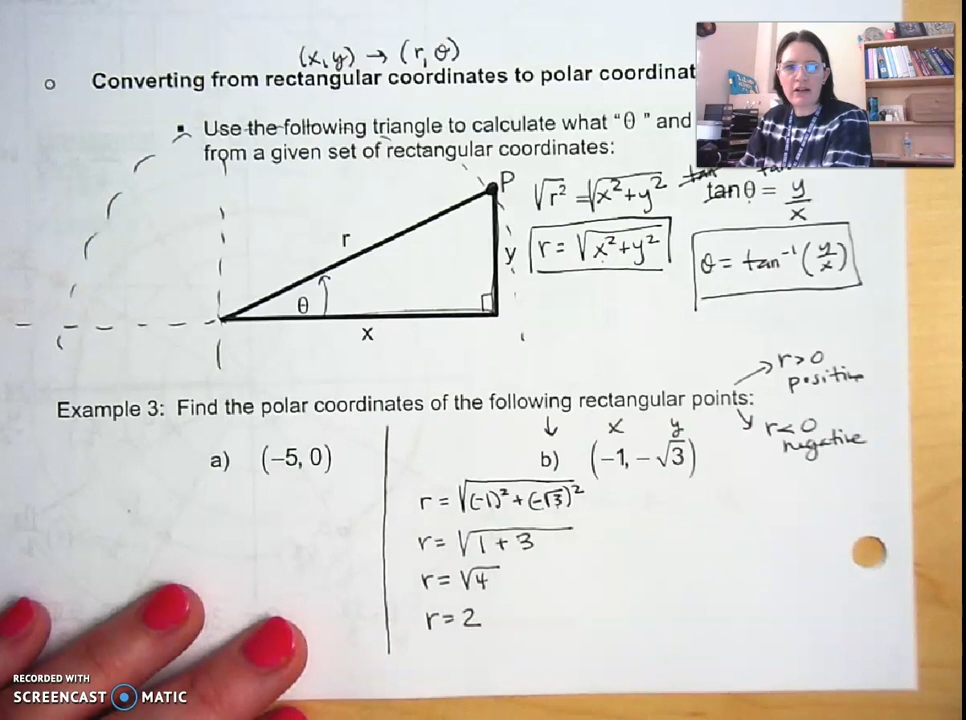 (x,y) → (r,θ)
o Converting from rectangular coordinates to polar coordinat
▪ Use the following triangle to calculate what “θ ” and
from a given set of rectangular coordinates:
P
r
θ
x
y
√r² = √x²+y²
r = √x²+y²
tan
tanθ = y/x
θ = tan⁻¹(y/x)
r>0
positive
Example 3: Find the polar coordinates of the following rectangular points:
r<0
negative
x y
a) (−5, 0)
b) (−1, −√3)
r = √(-1)² + (-√3)²
r = √1 + 3
r = √4
r = 2
RECORDED WITH
SCREENCAST MATIC